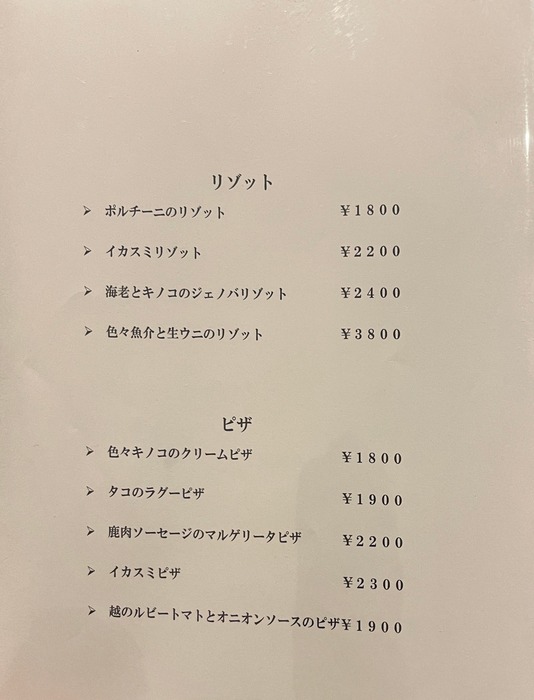 リゾット
➢ ポルチーニのリゾット ￥1800
➢ イカスミリゾット ￥2200
➢ 海老とキノコのジェノバリゾット ￥2400
➢ 色々魚介と生ウニのリゾット ￥3800
ピザ
➢ 色々キノコのクリームピザ ￥1800
➢ タコのラグーピザ ￥1900
➢ 鹿肉ソーセージのマルゲリータピザ ￥2200
➢ イカスミピザ ￥2300
➢ 越のルビートマトとオニオンソースのピザ￥1900